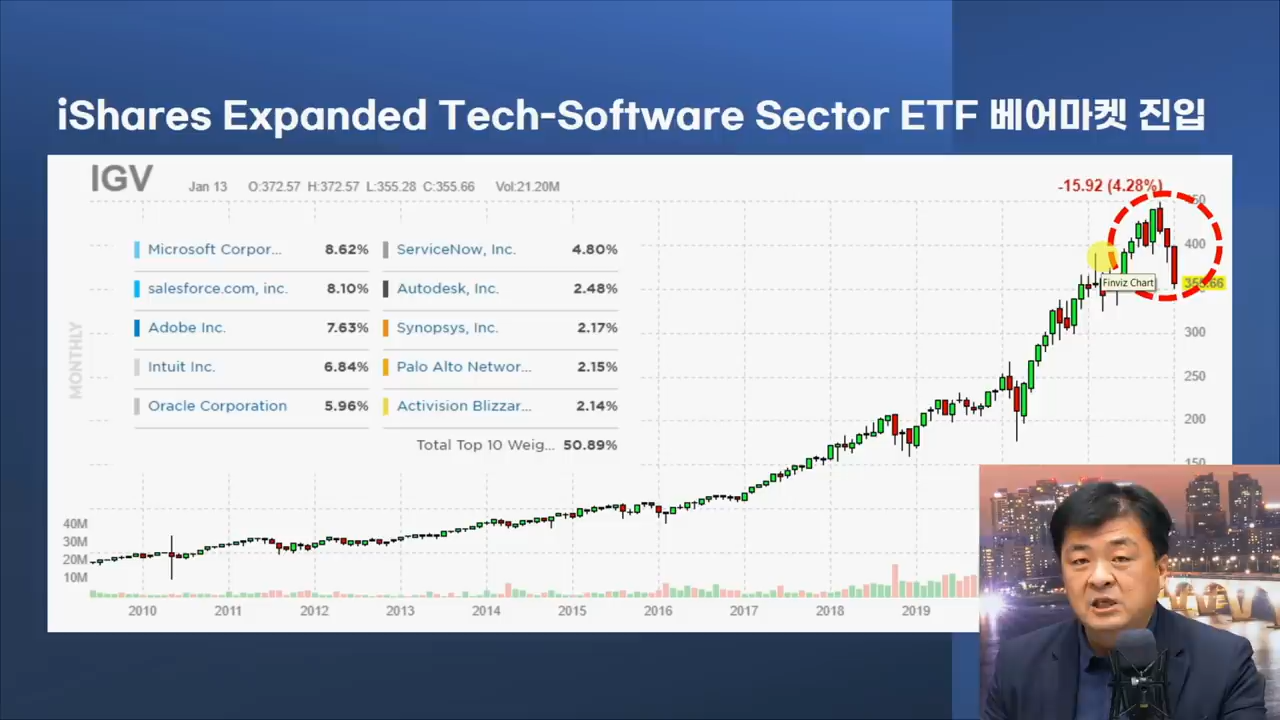 iShares Expanded Tech-Software Sector ETF 베어마켓 진입
IGV Jan 13 O:372.57 H:372.57 L:355.28 C:355.66 Vol:21.20M
-15.92 (4.28%)
Microsoft Corpor... 8.62% ServiceNow, Inc. 4.80%
salesforce.com, inc. 8.10% Autodesk, Inc. 2.48%
Adobe Inc. 7.63% Synopsys, Inc. 2.17%
Intuit Inc. 6.84% Palo Alto Networ... 2.15%
Oracle Corporation 5.96% Activision Blizzar... 2.14%
Total Top 10 Weig... 50.89%
MONTHLY
400
Finviz Chart
355.66
300
250
200
150
40M
30M
20M
10M
2010 2011 2012 2013 2014 2015 2016 2017 2018 2019